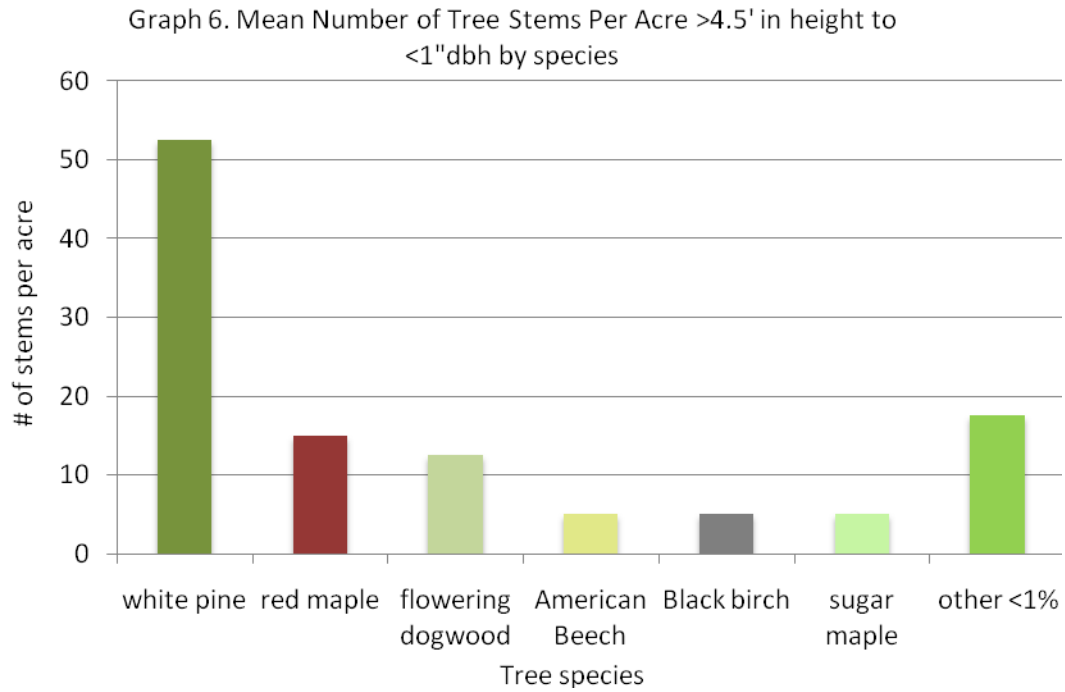 Graph 6. Mean Number of Tree Stems Per Acre >4.5' in height to
<1"dbh by species
60
50
40
30
20
10
0
# of stems per acre
white pine red maple flowering American Black birch sugar other <1%
dogwood Beech maple
Tree species